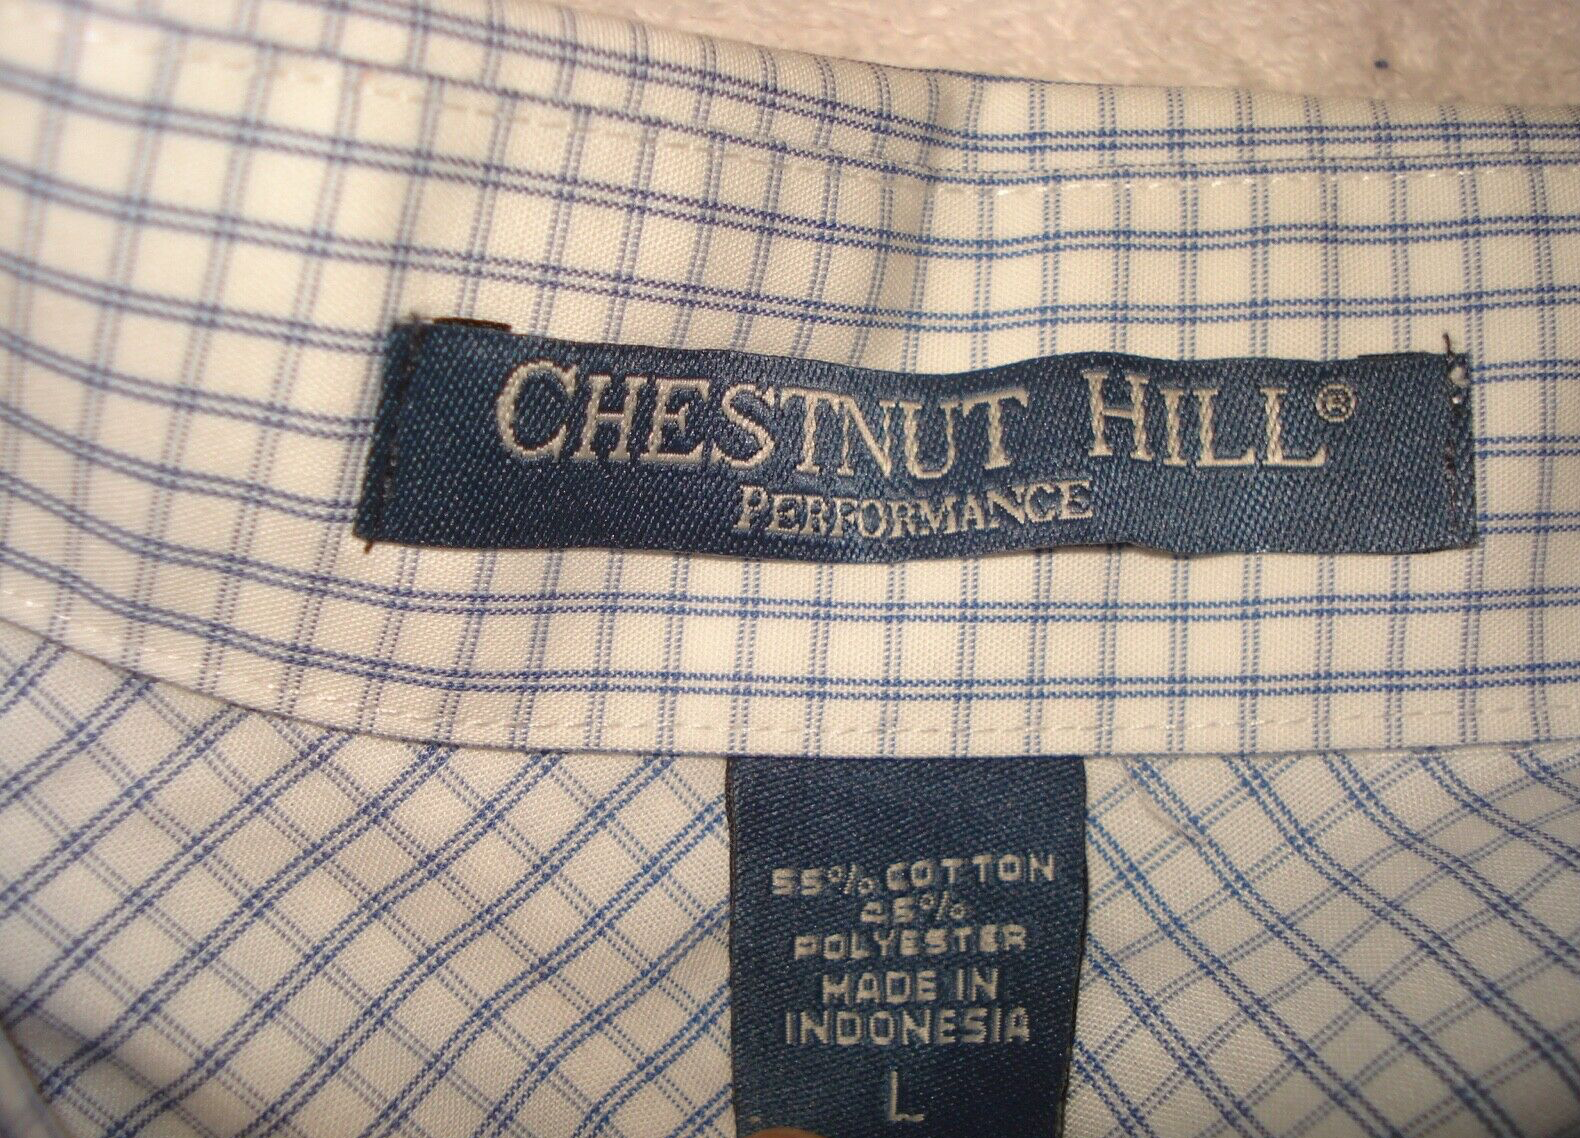 CHESTNUT HILL®
PERFORMANCE
55% COTTON
45%
POLYESTER
MADE IN
INDONESIA
L